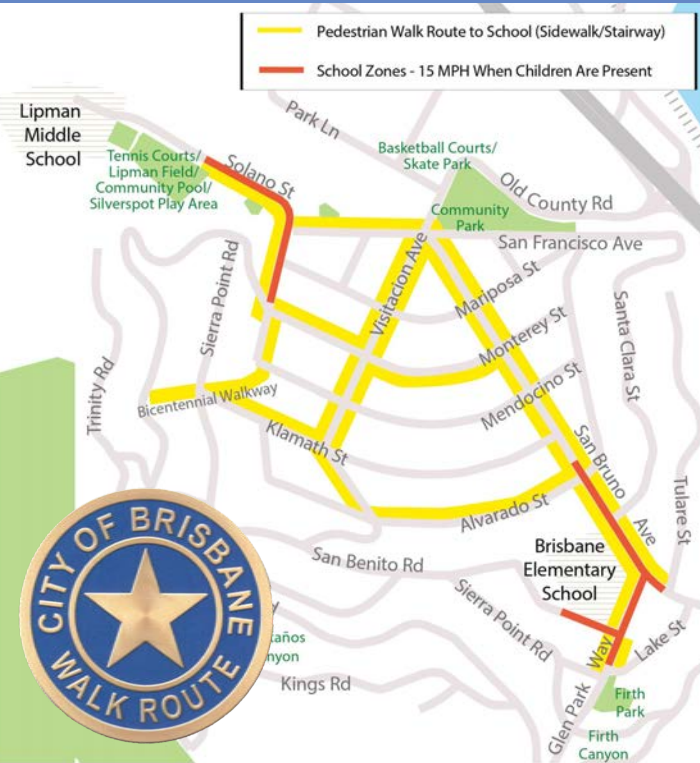 Pedestrian Walk Route to School (Sidewalk/Stairway)
School Zones - 15 MPH When Children Are Present
Lipman
Middle
School
Park Ln
Basketball Courts/
Skate Park
Tennis Courts/
Lipman Field/
Community Pool/
Silverspot Play Area
Solano St
Old County Rd
Community
Park
San Francisco Ave
Sierra Point Rd
Visitacion Ave
Mariposa St
Santa Clara St
Monterey St
Trinity Rd
Mendocino St
Bicentennial Walkway
Klamath St
San Bruno
Ave
Tulare St
Alvarado St
CITY OF BRISBANE
WALK ROUTE
San Benito Rd
Brisbane
Elementary
School
Sierra Point Rd
Lake St
Kings Rd
Glen Park Way
Firth
Park
Firth
Canyon